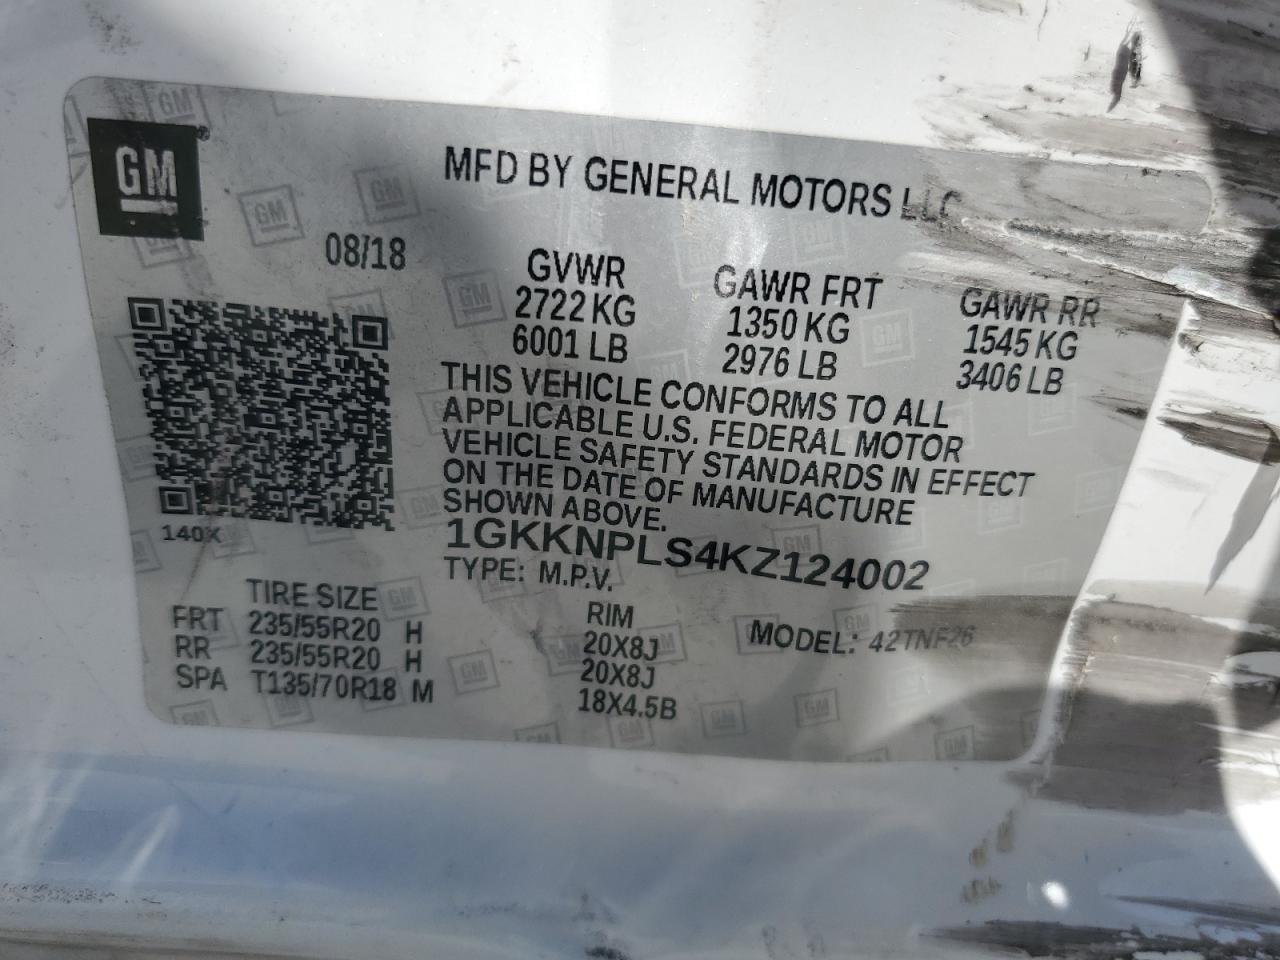 GM
MFD BY GENERAL MOTORS LLC
08/18
GVWR GAWR FRT GAWR RR
2722 KG 1350 KG 1545 KG
6001 LB 2976 LB 3406 LB
THIS VEHICLE CONFORMS TO ALL
APPLICABLE U.S. FEDERAL MOTOR
VEHICLE SAFETY STANDARDS IN EFFECT
ON THE DATE OF MANUFACTURE
SHOWN ABOVE.
140X
1GKKNPLS4KZ124002
TYPE: M.P.V.
TIRE SIZE RIM
MODEL: 42TNF26
FRT 235/55R20 H 20X8J
RR 235/55R20 H 20X8J
SPA T135/70R18 M 18X4.5B